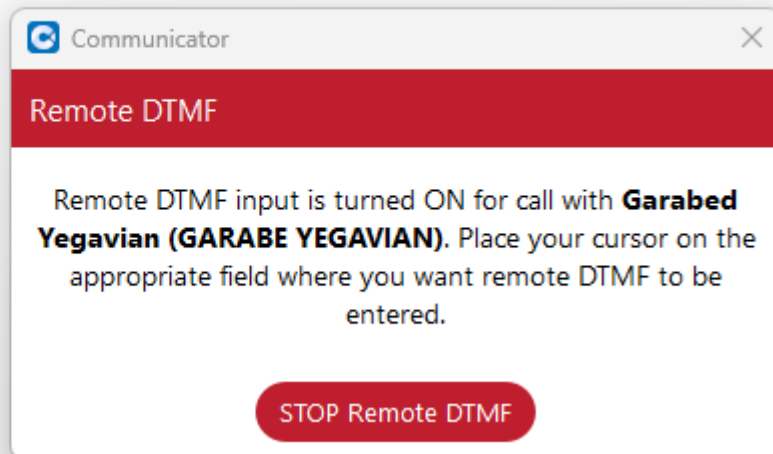 Communicator
Remote DTMF
Remote DTMF input is turned ON for call with Garabed
Yegavian (GARABE YEGAVIAN). Place your cursor on the
appropriate field where you want remote DTMF to be
entered.
STOP Remote DTMF